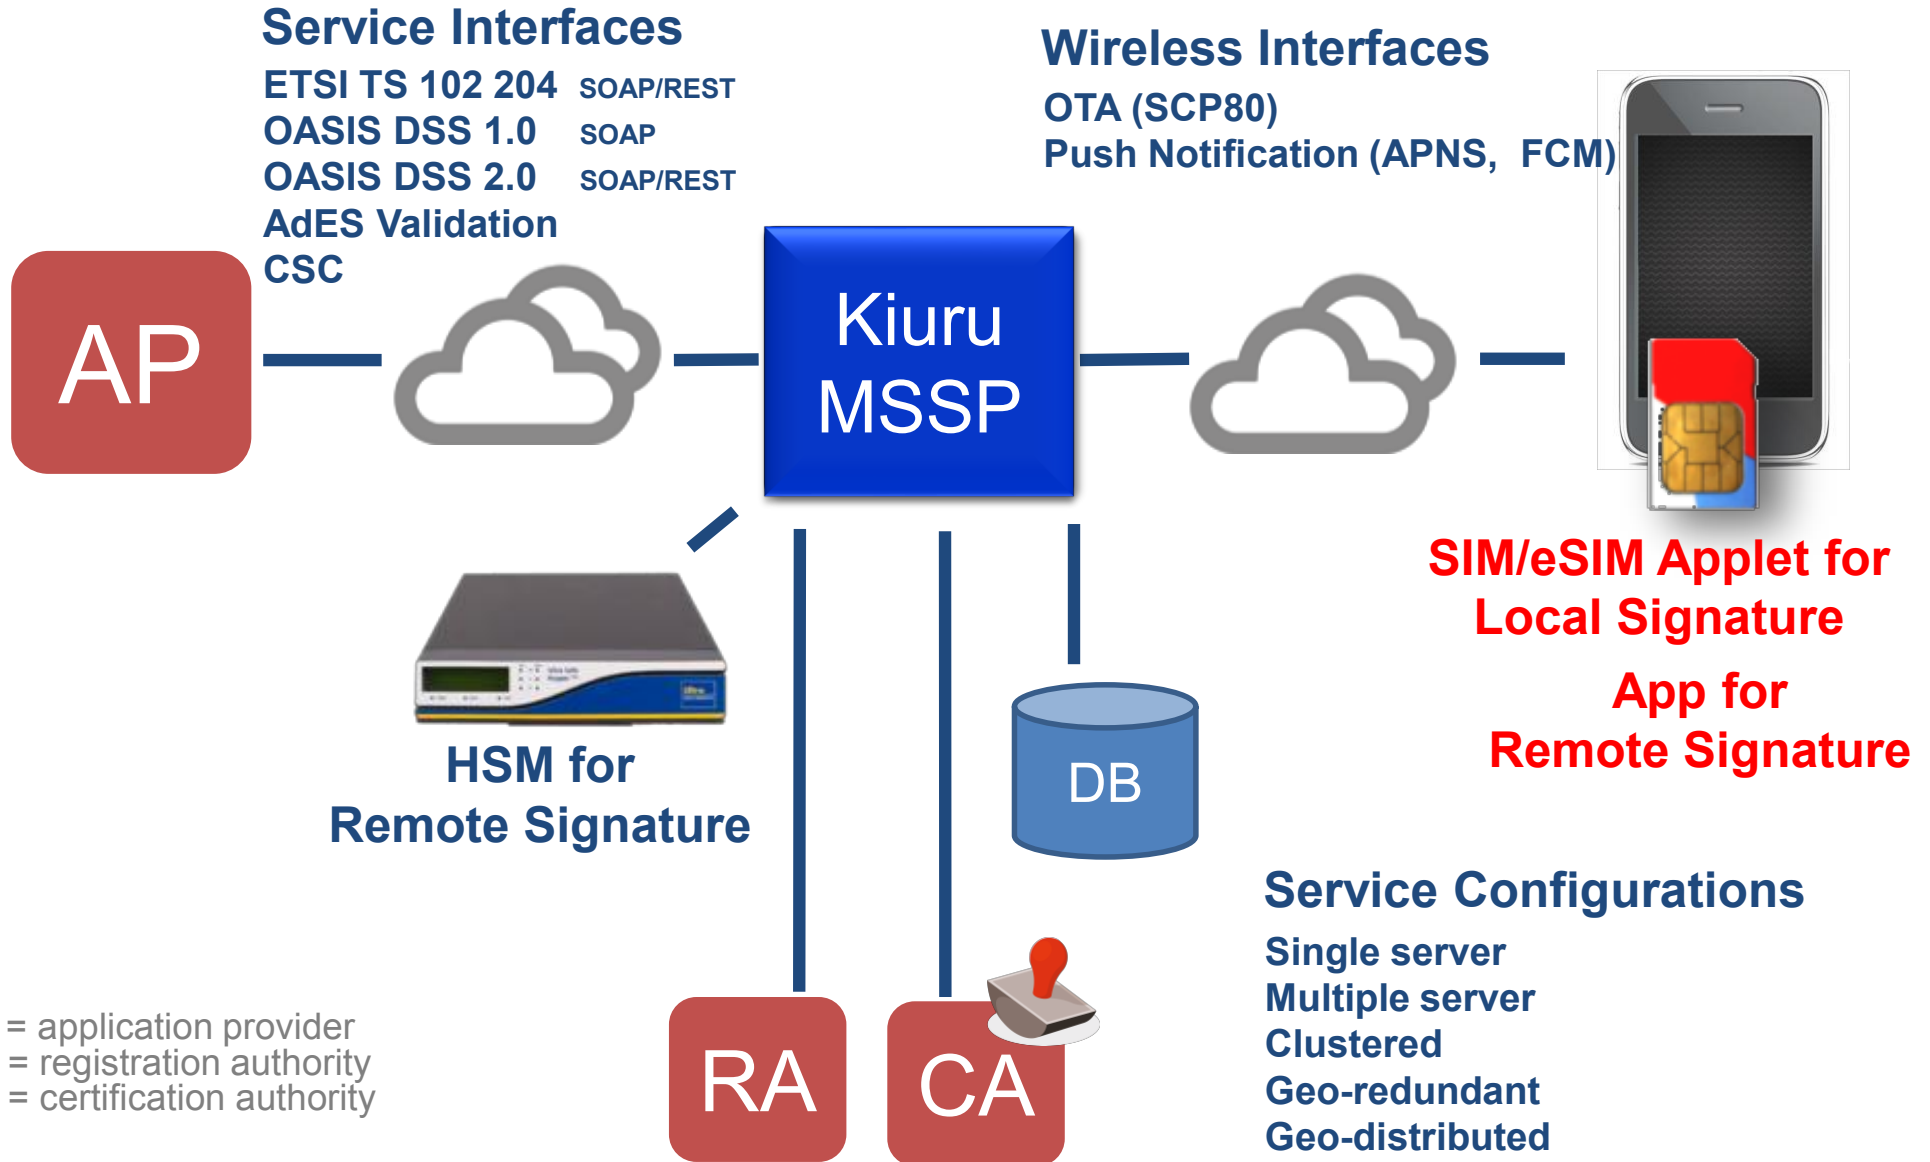 Service Interfaces
ETSI TS 102 204 SOAP/REST
OASIS DSS 1.0 SOAP
OASIS DSS 2.0 SOAP/REST
AdES Validation
CSC
Wireless Interfaces
OTA (SCP80)
Push Notification (APNS, FCM)
AP
Kiuru
MSSP
SIM/eSIM Applet for
Local Signature
App for
Remote Signature
HSM for
Remote Signature
DB
Service Configurations
Single server
Multiple server
Clustered
Geo-redundant
Geo-distributed
RA
CA
= application provider
= registration authority
= certification authority